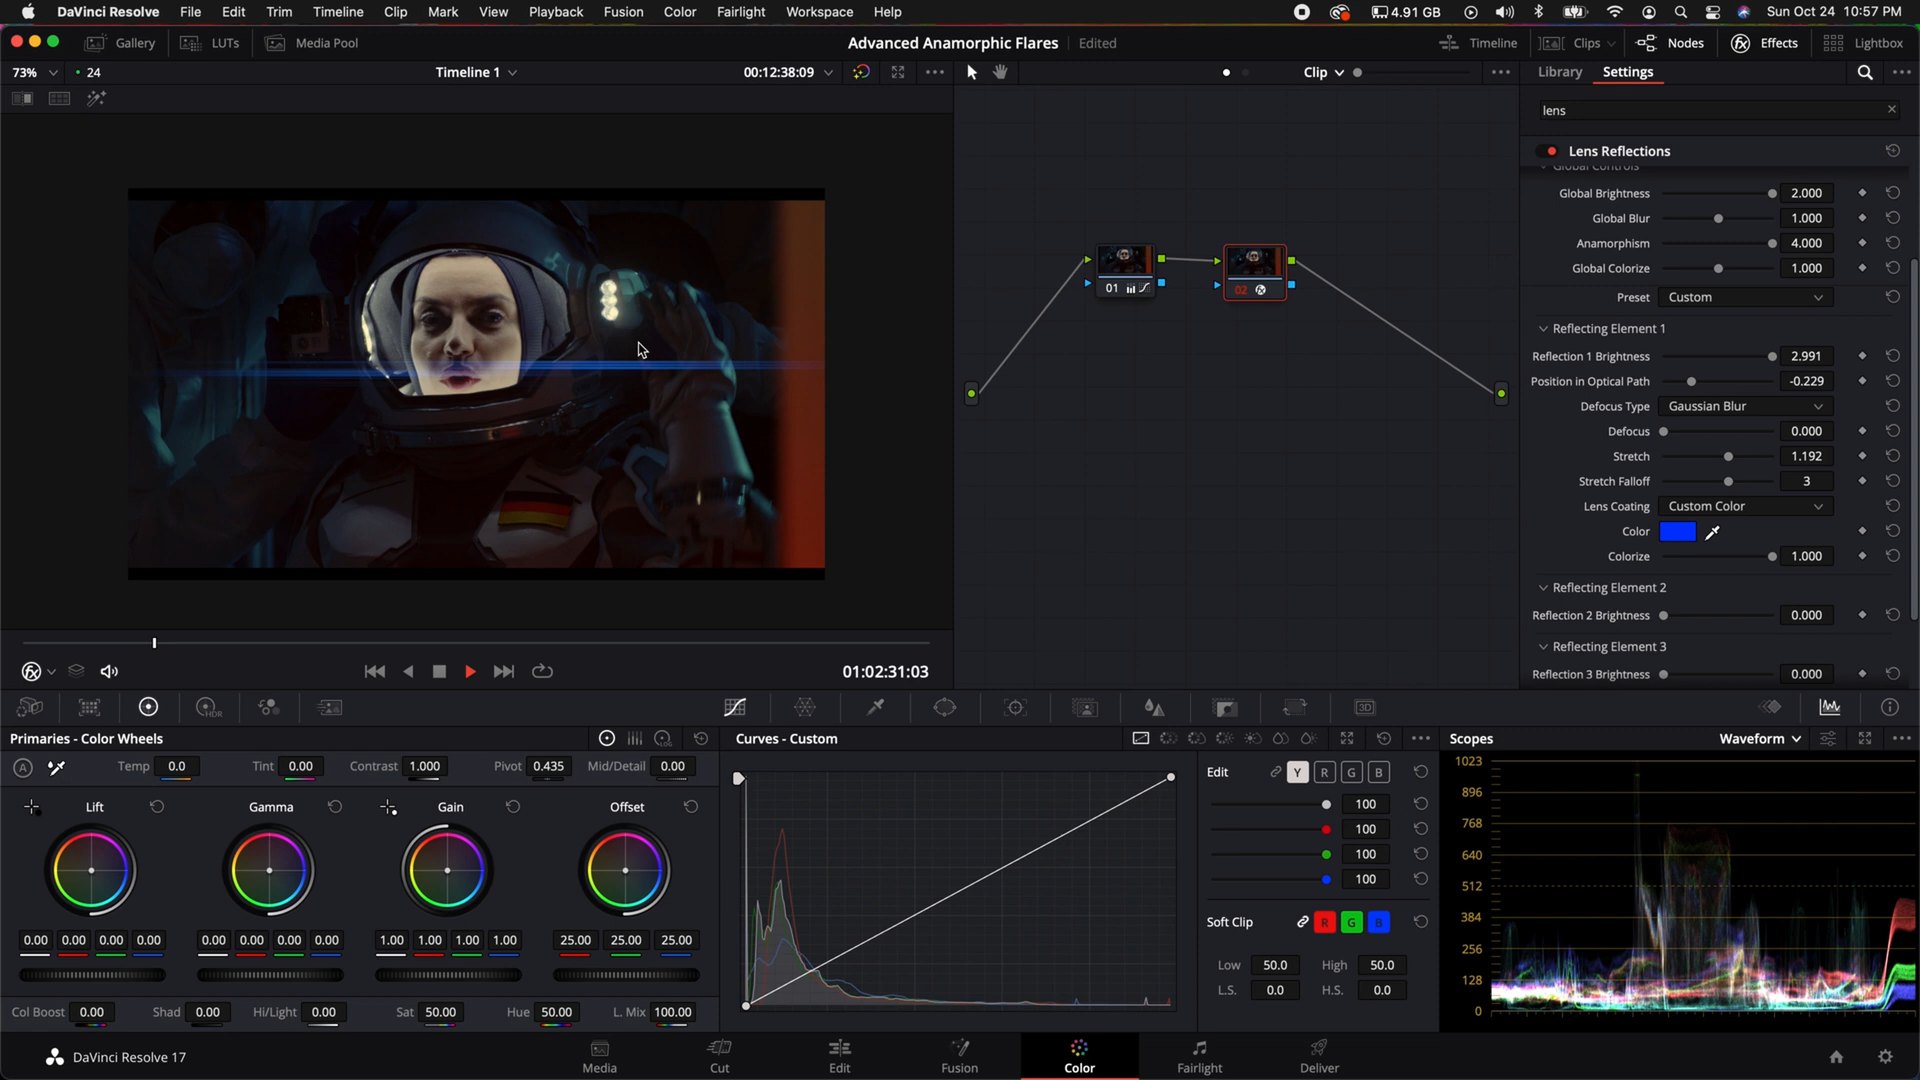 DaVinci Resolve File Edit Trim Timeline Clip Mark View Playback Fusion Color Fairlight Workspace Help 4.91 GB Sun Oct 24 10:57 PM
Gallery LUTs Media Pool Advanced Anamorphic Flares Edited Timeline Clips Nodes Effects Lightbox
73% 24 Timeline 1 00:12:38:09 Clip Library Settings
lens
Lens Reflections
Global Controls
Global Brightness 2.000
Global Blur 1.000
Anamorphism 4.000
Global Colorize 1.000
Preset Custom
Reflecting Element 1
Reflection 1 Brightness 2.991
Position in Optical Path -0.229
Defocus Type Gaussian Blur
Defocus 0.000
Stretch 1.192
Stretch Falloff 3
Lens Coating Custom Color
Color
Colorize 1.000
Reflecting Element 2
Reflection 2 Brightness 0.000
Reflecting Element 3
Reflection 3 Brightness 0.000
01 02
01:02:31:03
HDR 3D
Primaries - Color Wheels LOG Curves - Custom Scopes Waveform
A Temp 0.0 Tint 0.00 Contrast 1.000 Pivot 0.435 Mid/Detail 0.00
Lift Gamma Gain Offset
0.00 0.00 0.00 0.00 0.00 0.00 0.00 0.00 1.00 1.00 1.00 1.00 25.00 25.00 25.00
Col Boost 0.00 Shad 0.00 Hi/Light 0.00 Sat 50.00 Hue 50.00 L. Mix 100.00
Edit Y R G B
100
100
100
100
Soft Clip R G B
Low 50.0 High 50.0
L.S. 0.0 H.S. 0.0
1023
896
768
640
512
384
256
128
0
DaVinci Resolve 17 Media Cut Edit Fusion Color Fairlight Deliver